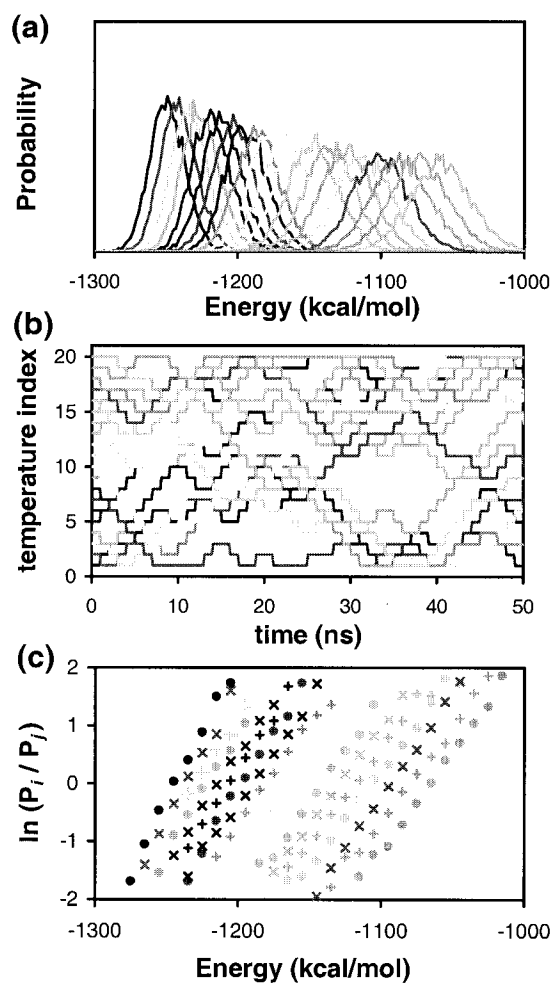 (a)
Probability
-1300 -1200 -1100 -1000
Energy (kcal/mol)
(b)
temperature index
20
15
10
5
0
0 10 20 30 40 50
time (ns)
(c)
ln (Pi / Pj)
2
1
0
-1
-2
-1300 -1200 -1100 -1000
Energy (kcal/mol)